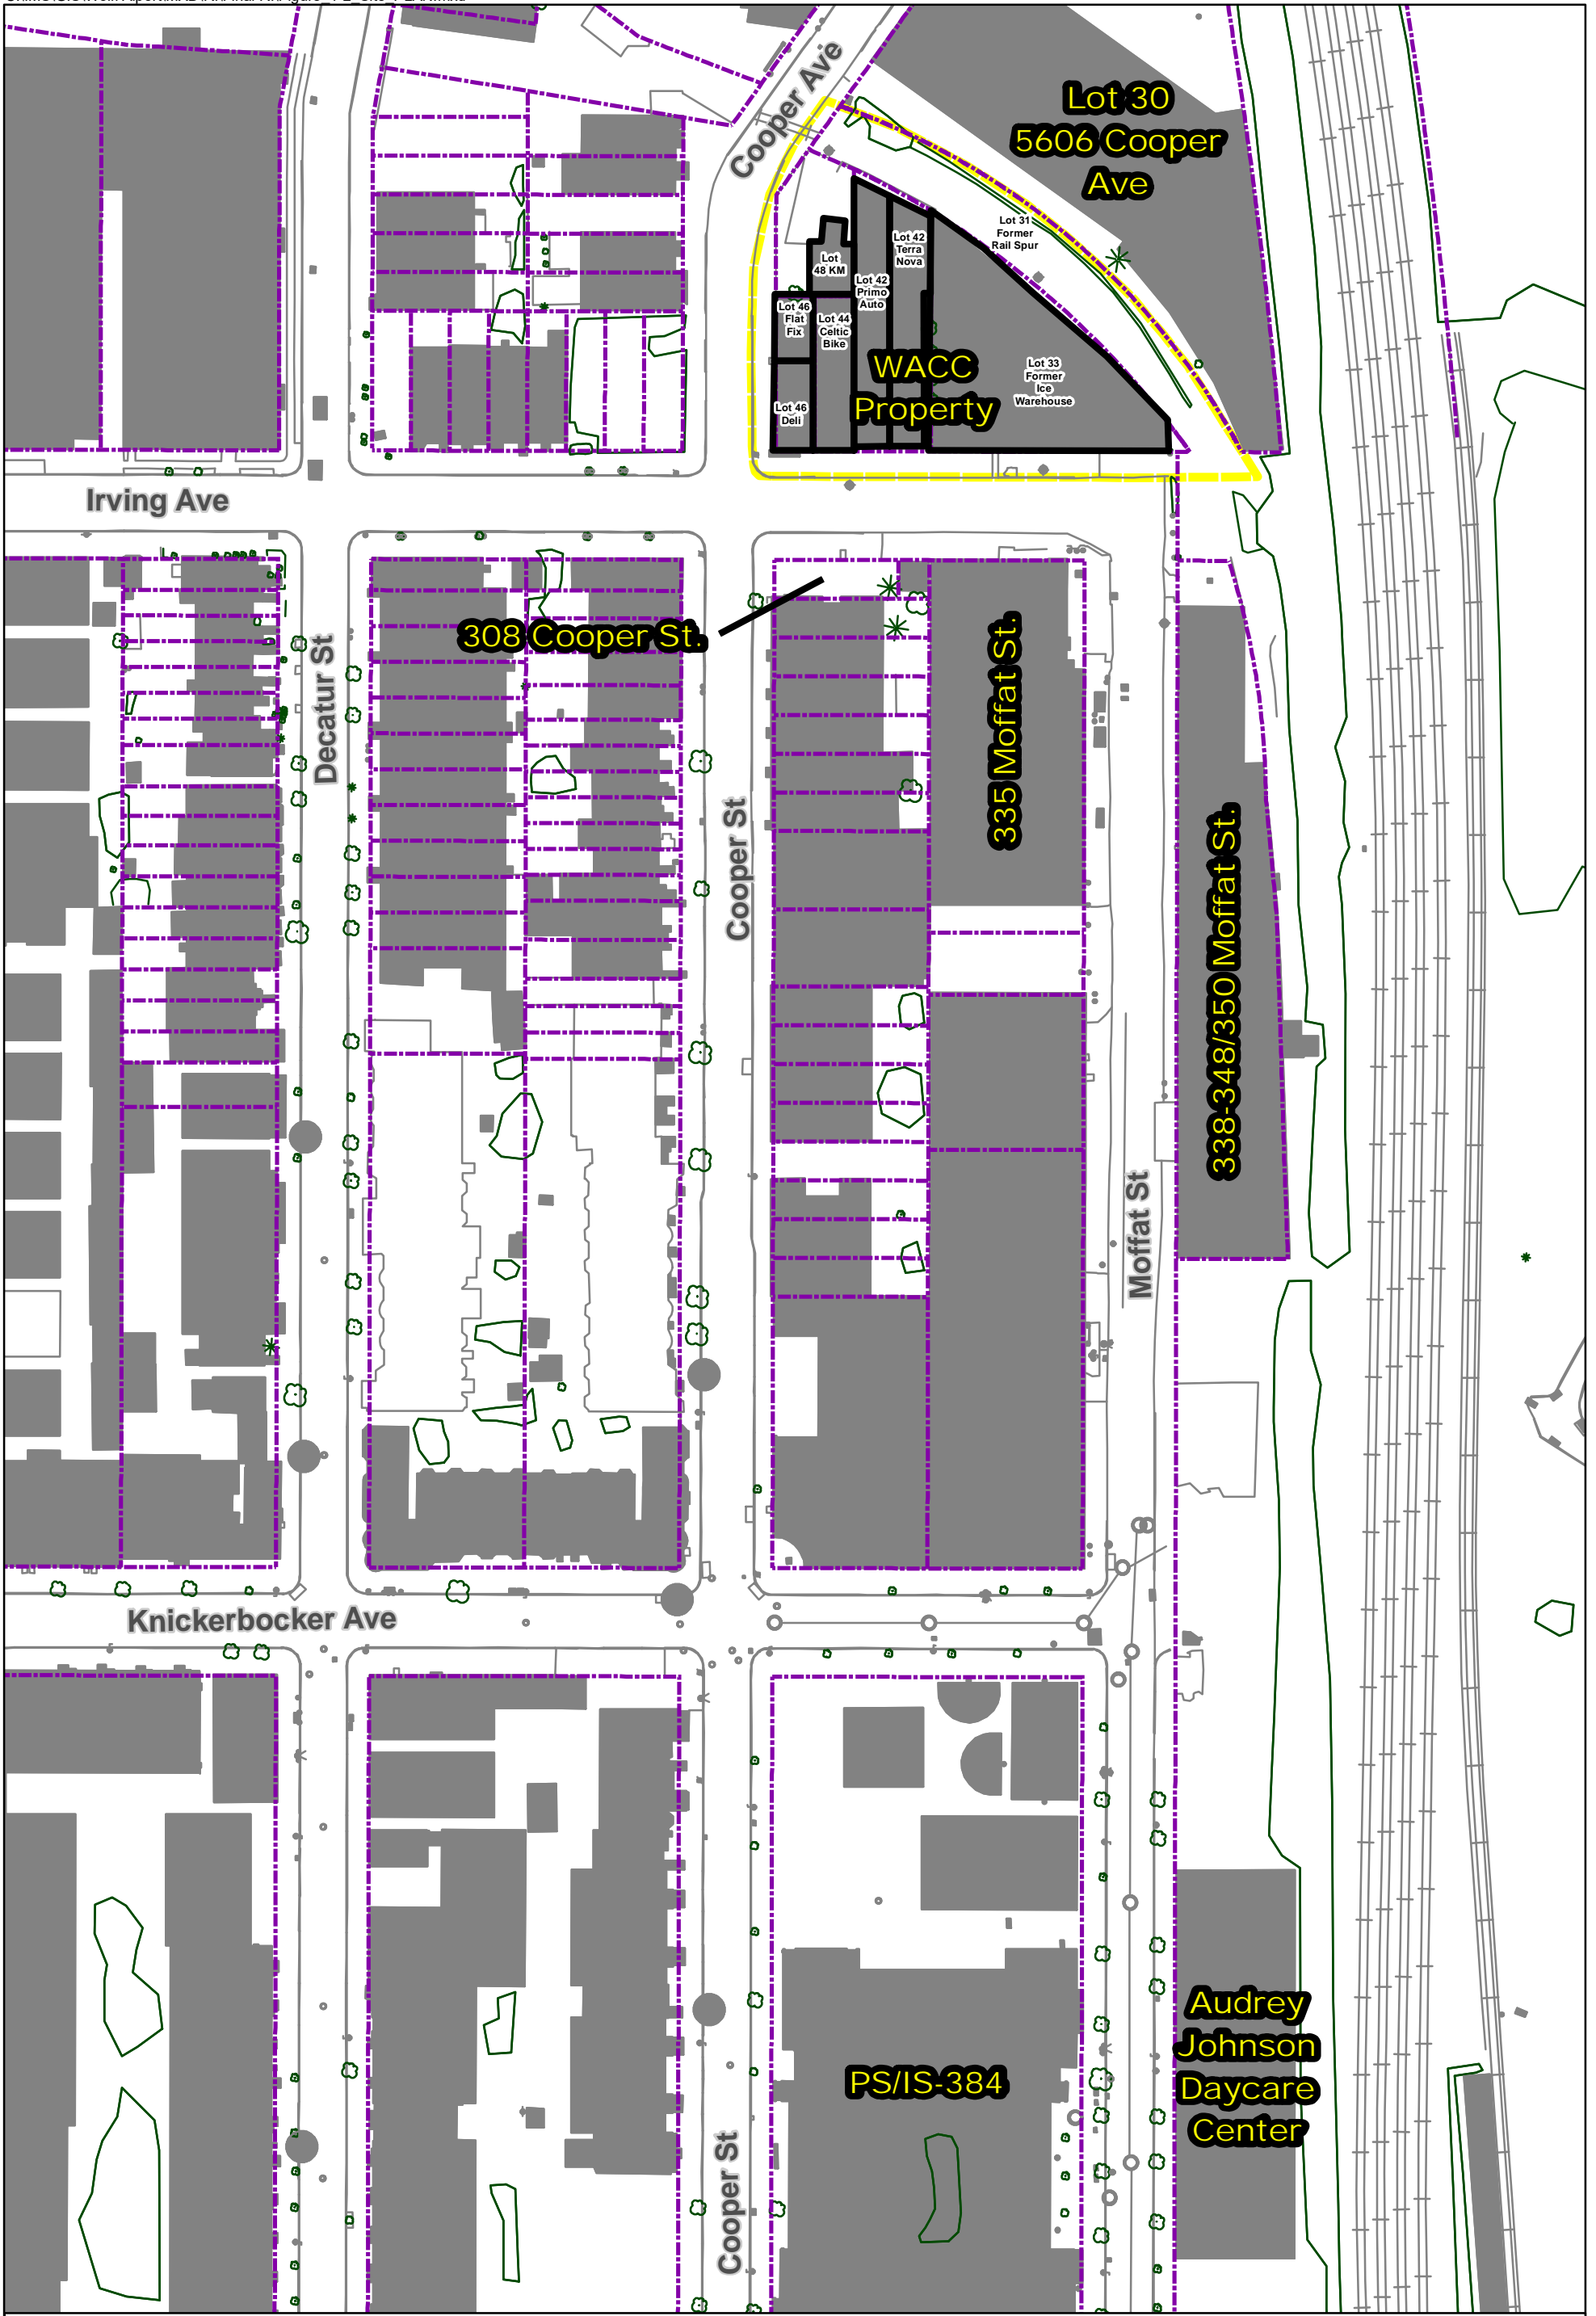 Cooper Ave
Lot 30
5606 Cooper
Ave
Lot 31
Former
Rail Spur
Lot 42
Terra
Nova
Lot
48 KM
Lot 42
Primo
Auto
Lot 46
Flat
Fix
Lot 44
Celtic
Bike
WACC
Property
Lot 33
Former
Ice
Warehouse
Lot 46
Deli
Irving Ave
308 Cooper St.
Decatur St
335 Moffat St.
Cooper St
338-348/350 Moffat St.
Moffat St
Knickerbocker Ave
Audrey
Johnson
Daycare
Center
PS/IS-384
Cooper St